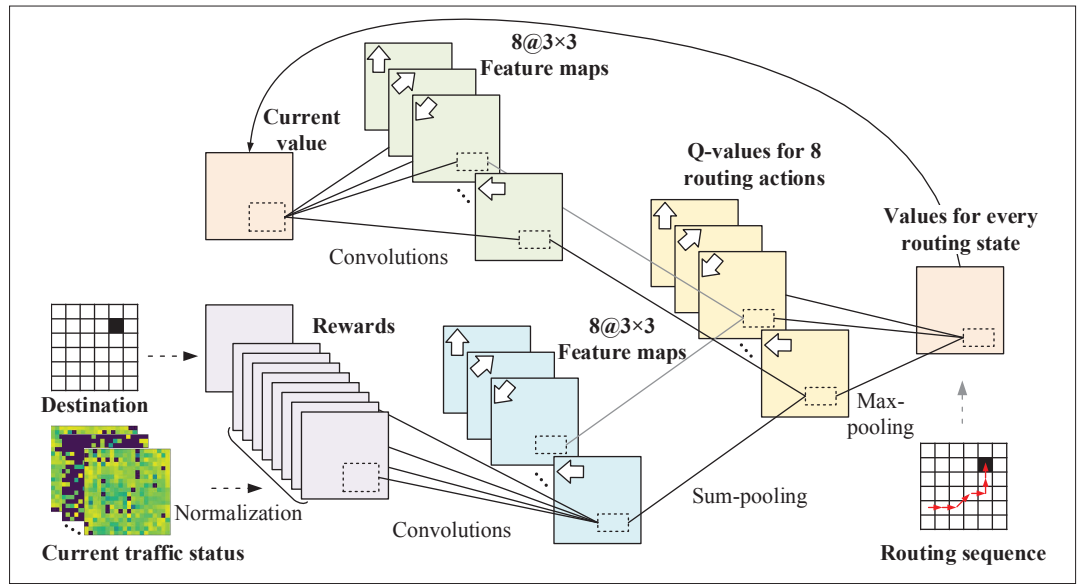 8@3×3
Feature maps
Current
value
Q-values for 8
routing actions
Values for every
routing state
Convolutions
Rewards
8@3×3
Feature maps
Destination
Max-
pooling
Normalization
Convolutions
Sum-pooling
Current traffic status
Routing sequence